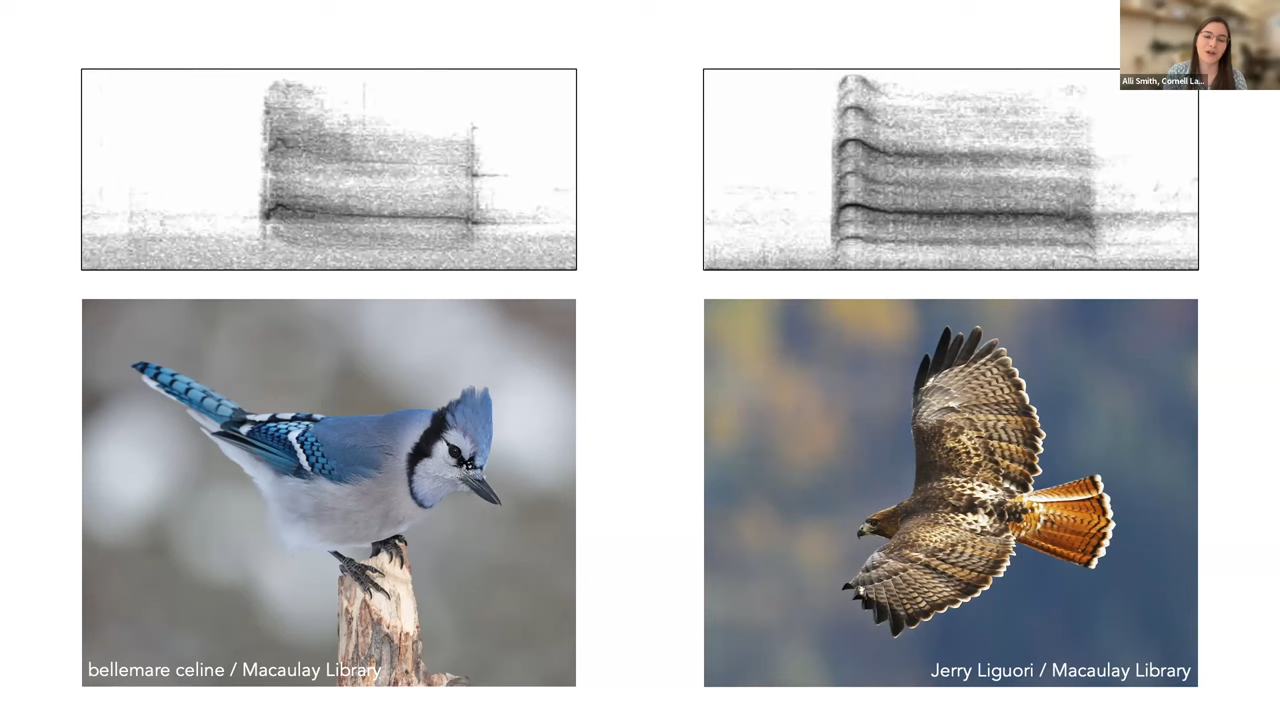 Alli Smith, Cornell La...
bellemare celine / Macaulay Library
Jerry Liguori / Macaulay Library